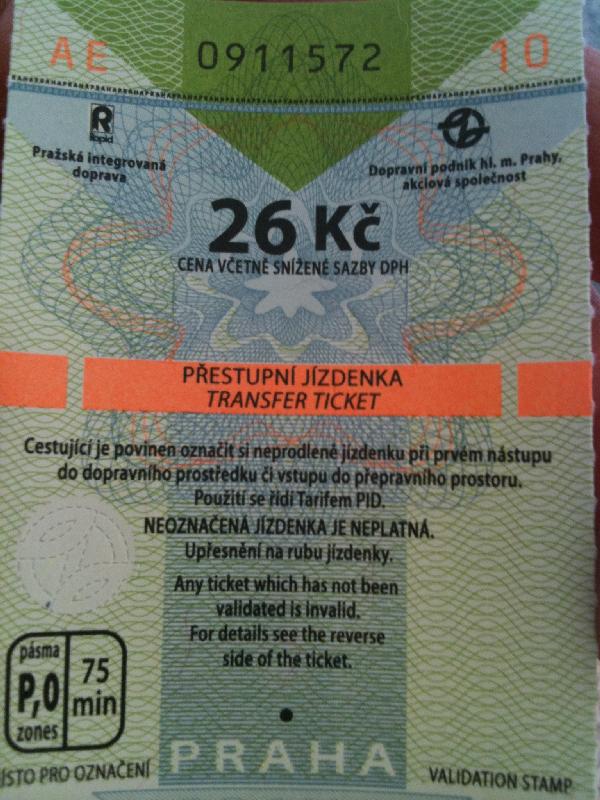 AE 0911572 10
R
Rapid
Pražská integrovaná
doprava
Dopravní podnik hl. m. Prahy,
akciová společnost
26 Kč
CENA VČETNĚ SNÍŽENÉ SAZBY DPH
PŘESTUPNÍ JÍZDENKA
TRANSFER TICKET
Cestující je povinen označit si neprodleně jízdenku při prvém nástupu
do dopravního prostředku či vstupu do přepravního prostoru.
Použití se řídí Tarifem PID.
NEOZNAČENÁ JÍZDENKA JE NEPLATNÁ.
Upřesnění na rubu jízdenky.
Any ticket which has not been
validated is invalid.
For details see the reverse
side of the ticket.
pásma
P,0
zones
75
min
PRAHA
ÍSTO PRO OZNAČENÍ
VALIDATION STAMP